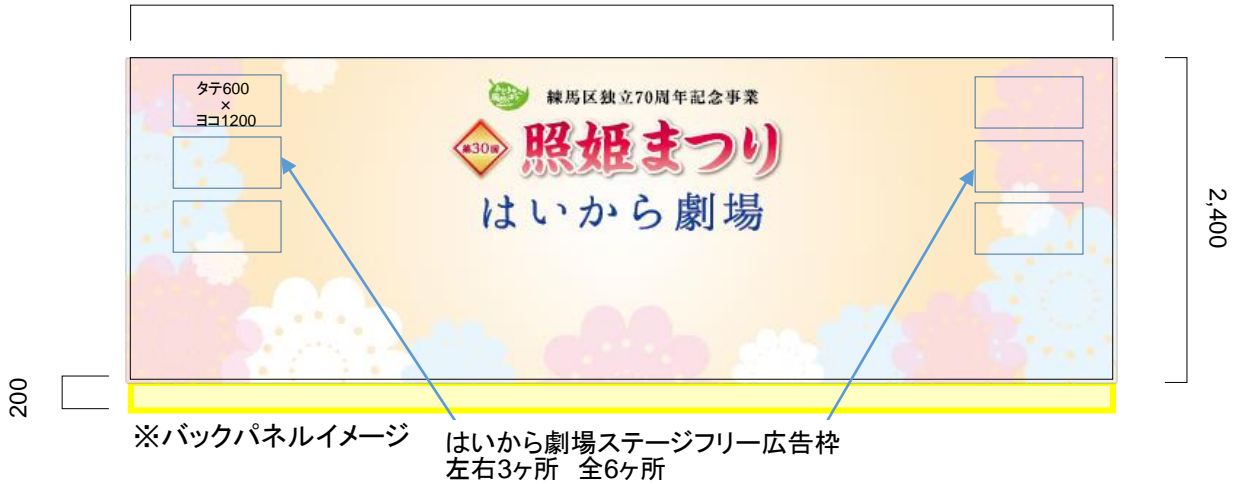 タテ600
×
ヨコ1200
練馬区独立70周年記念事業
第30回
照姫まつり
はいから劇場
2,400
200
※バックパネルイメージ
はいから劇場ステージフリー広告枠
左右3ヶ所 全6ヶ所